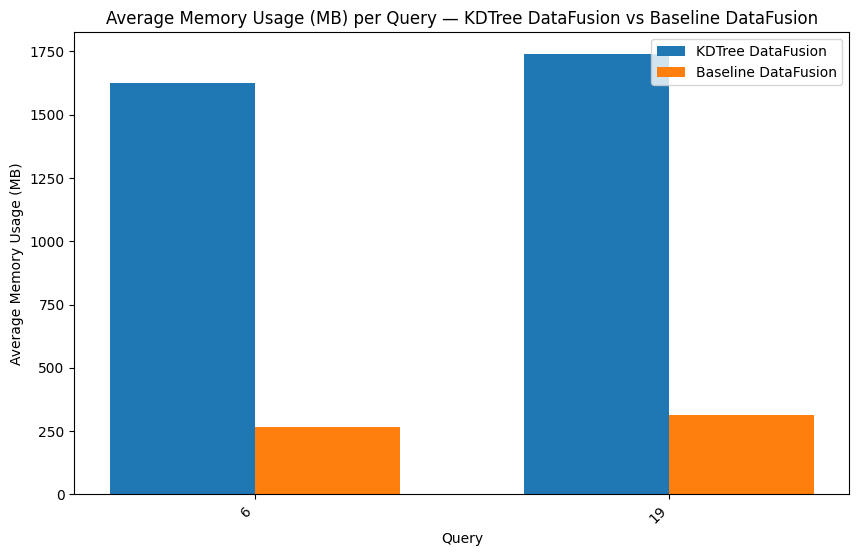 Average Memory Usage (MB) per Query — KDTree DataFusion vs Baseline DataFusion
KDTree DataFusion
Baseline DataFusion
Average Memory Usage (MB)
1750
1500
1250
1000
750
500
250
0
6
19
Query